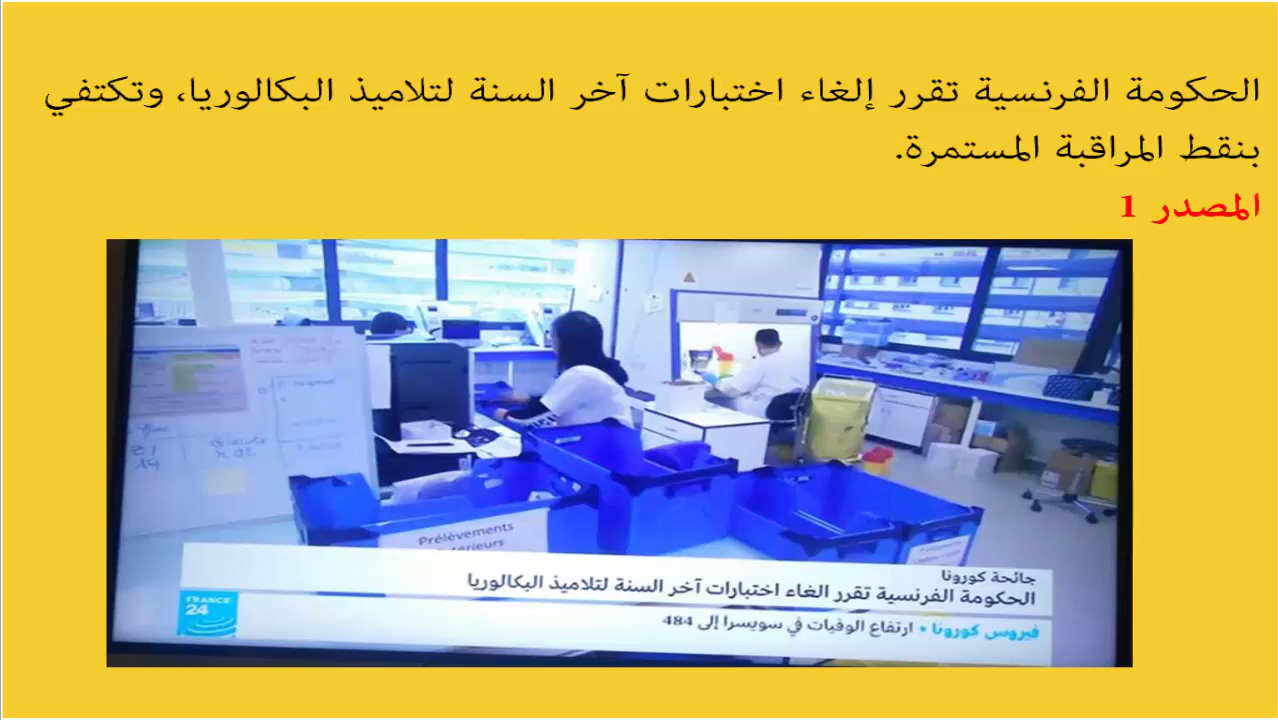 الحكومة الفرنسية تقرر إلغاء اختبارات آخر السنة لتلاميذ البكالوريا، وتكتفي
بنقط المراقبة المستمرة.
المصدر 1
Prélèvements
جائحة كورونا
الحكومة الفرنسية تقرر الغاء اختبارات آخر السنة لتلاميذ البكالوريا
FRANCE
24
فيروس كورونا • ارتفاع الوفيات في سويسرا إلى 484